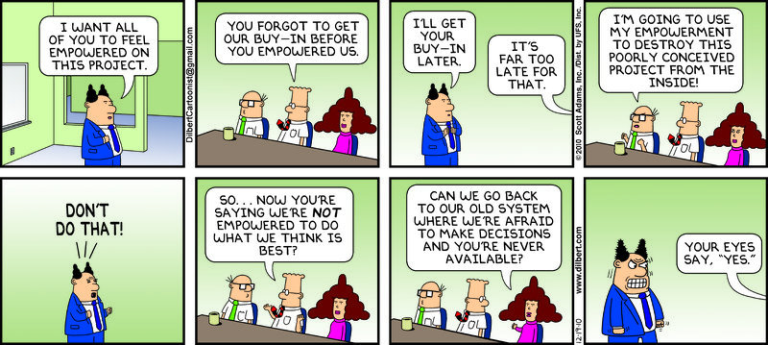 I WANT ALL
OF YOU TO FEEL
EMPOWERED ON
THIS PROJECT.
DilbertCartoonist@gmail.com
YOU FORGOT TO GET
OUR BUY-IN BEFORE
YOU EMPOWERED US.
I'LL GET
YOUR
BUY-IN
LATER.
IT'S
FAR TOO
LATE FOR
THAT.
©2010 Scott Adams, Inc./Dist. by UFS, Inc.
I'M GOING TO USE
MY EMPOWERMENT
TO DESTROY THIS
POORLY CONCEIVED
PROJECT FROM THE
INSIDE!
DON'T
DO THAT!
SO... NOW YOU'RE
SAYING WE'RE NOT
EMPOWERED TO DO
WHAT WE THINK IS
BEST?
CAN WE GO BACK
TO OUR OLD SYSTEM
WHERE WE'RE AFRAID
TO MAKE DECISIONS
AND YOU'RE NEVER
AVAILABLE?
www.dilbert.com
12-19-10
YOUR EYES
SAY, "YES."